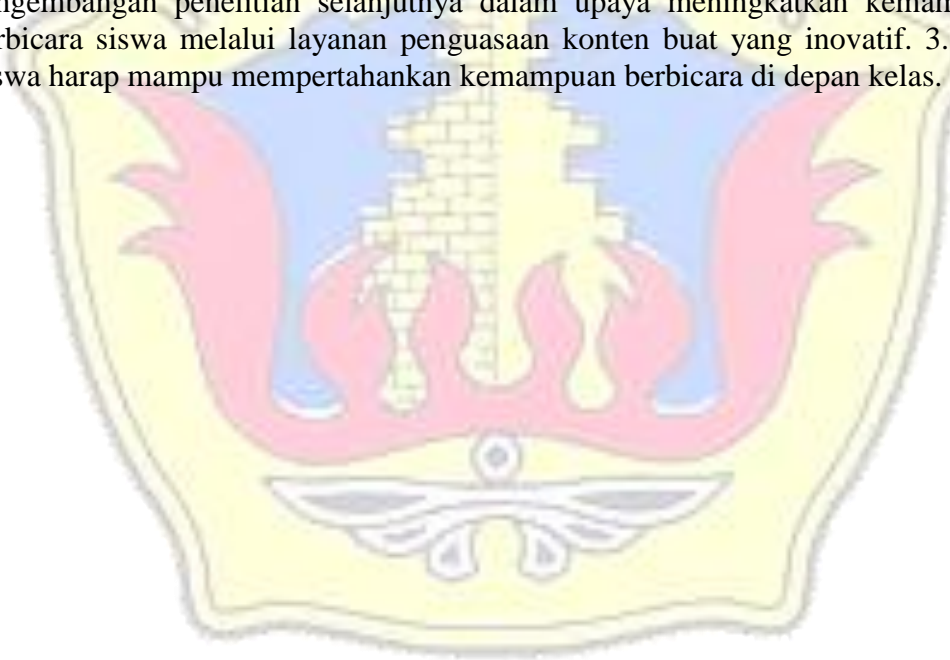 ngembangan penelitian selanjutnya dalam upaya meningkatkan kemam
rbicara siswa melalui layanan penguasaan konten buat yang inovatif. 3.
swa harap mampu mempertahankan kemampuan berbicara di depan kelas.